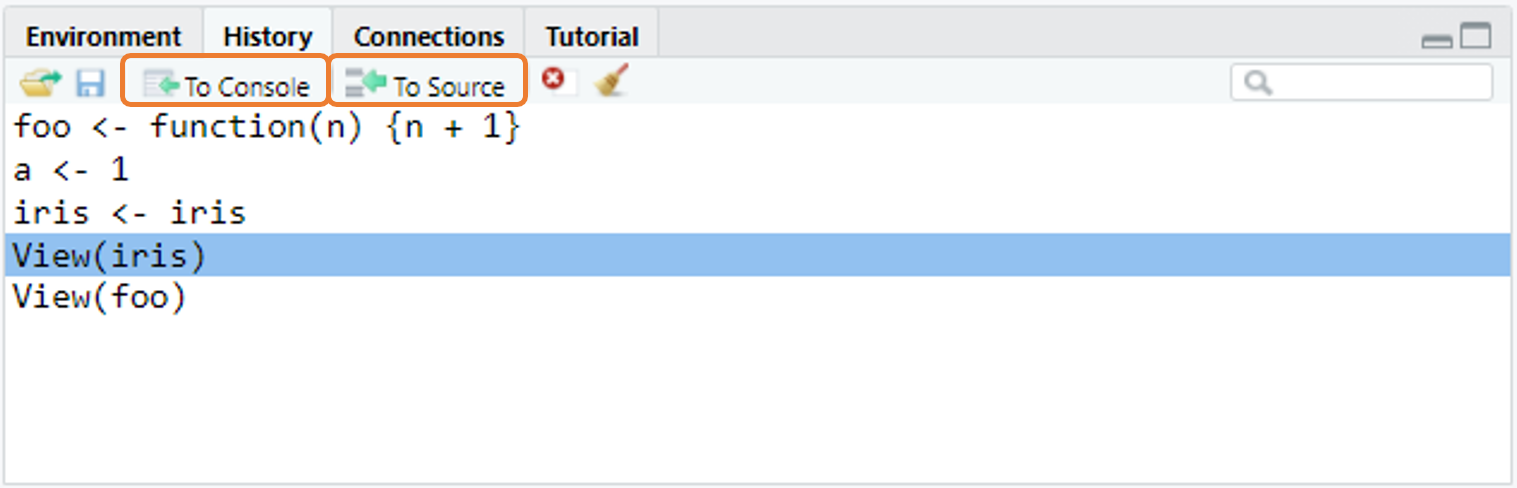 Environment History Connections Tutorial
To Console To Source
foo <- function(n) {n + 1}
a <- 1
iris <- iris
View(iris)
View(foo)